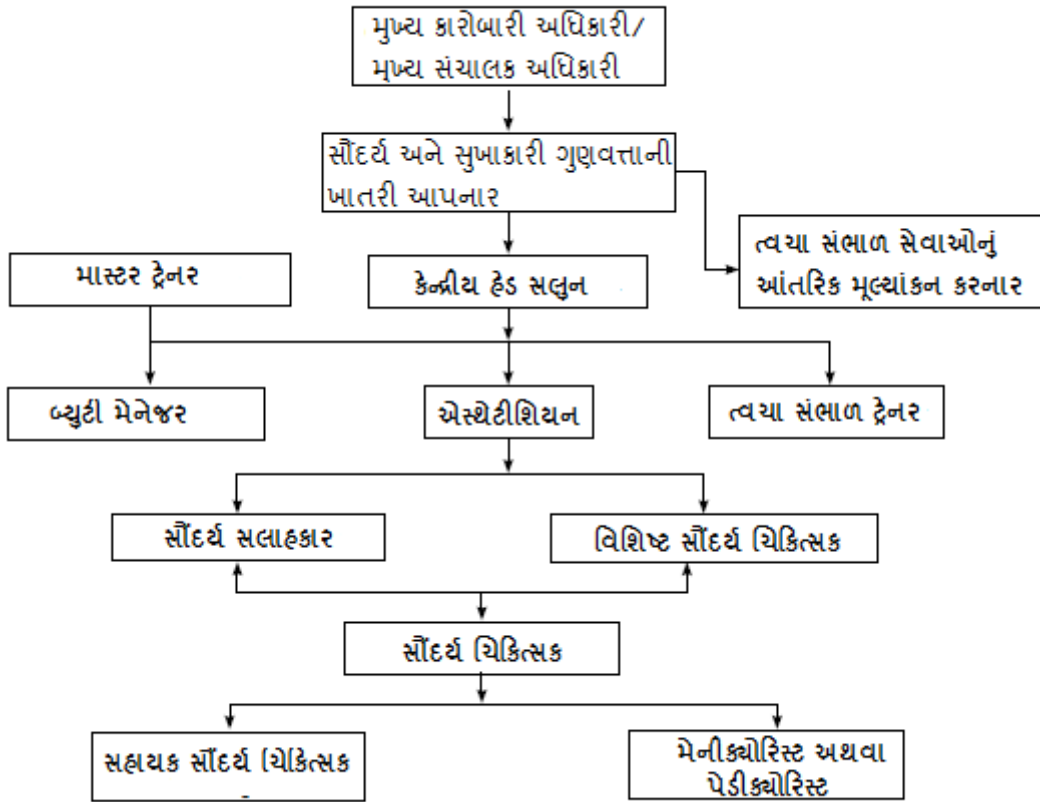 મુખ્ય કારોબારી અધિકારી/
મુખ્ય સંચાલક અધિકારી
સૌંદર્ય અને સુખાકારી ગુણવત્તાની
ખાતરી આપનાર
ત્વચા સંભાળ સેવાઓનું
આંતરિક મૂલ્યાંકન કરનાર
માસ્ટર ટ્રેનર
કેન્દ્રીય હેડ સલુન
બ્યુટી મેનેજર
એસ્થેટીશિયન
ત્વચા સંભાળ ટ્રેનર
સૌંદર્ય સલાહકાર
વિશિષ્ટ સૌંદર્ય ચિકિત્સક
સૌંદર્ય ચિકિત્સક
સહાયક સૌંદર્ય ચિકિત્સક
મેનીક્યોરિસ્ટ અથવા
પેડીક્યોરિસ્ટ